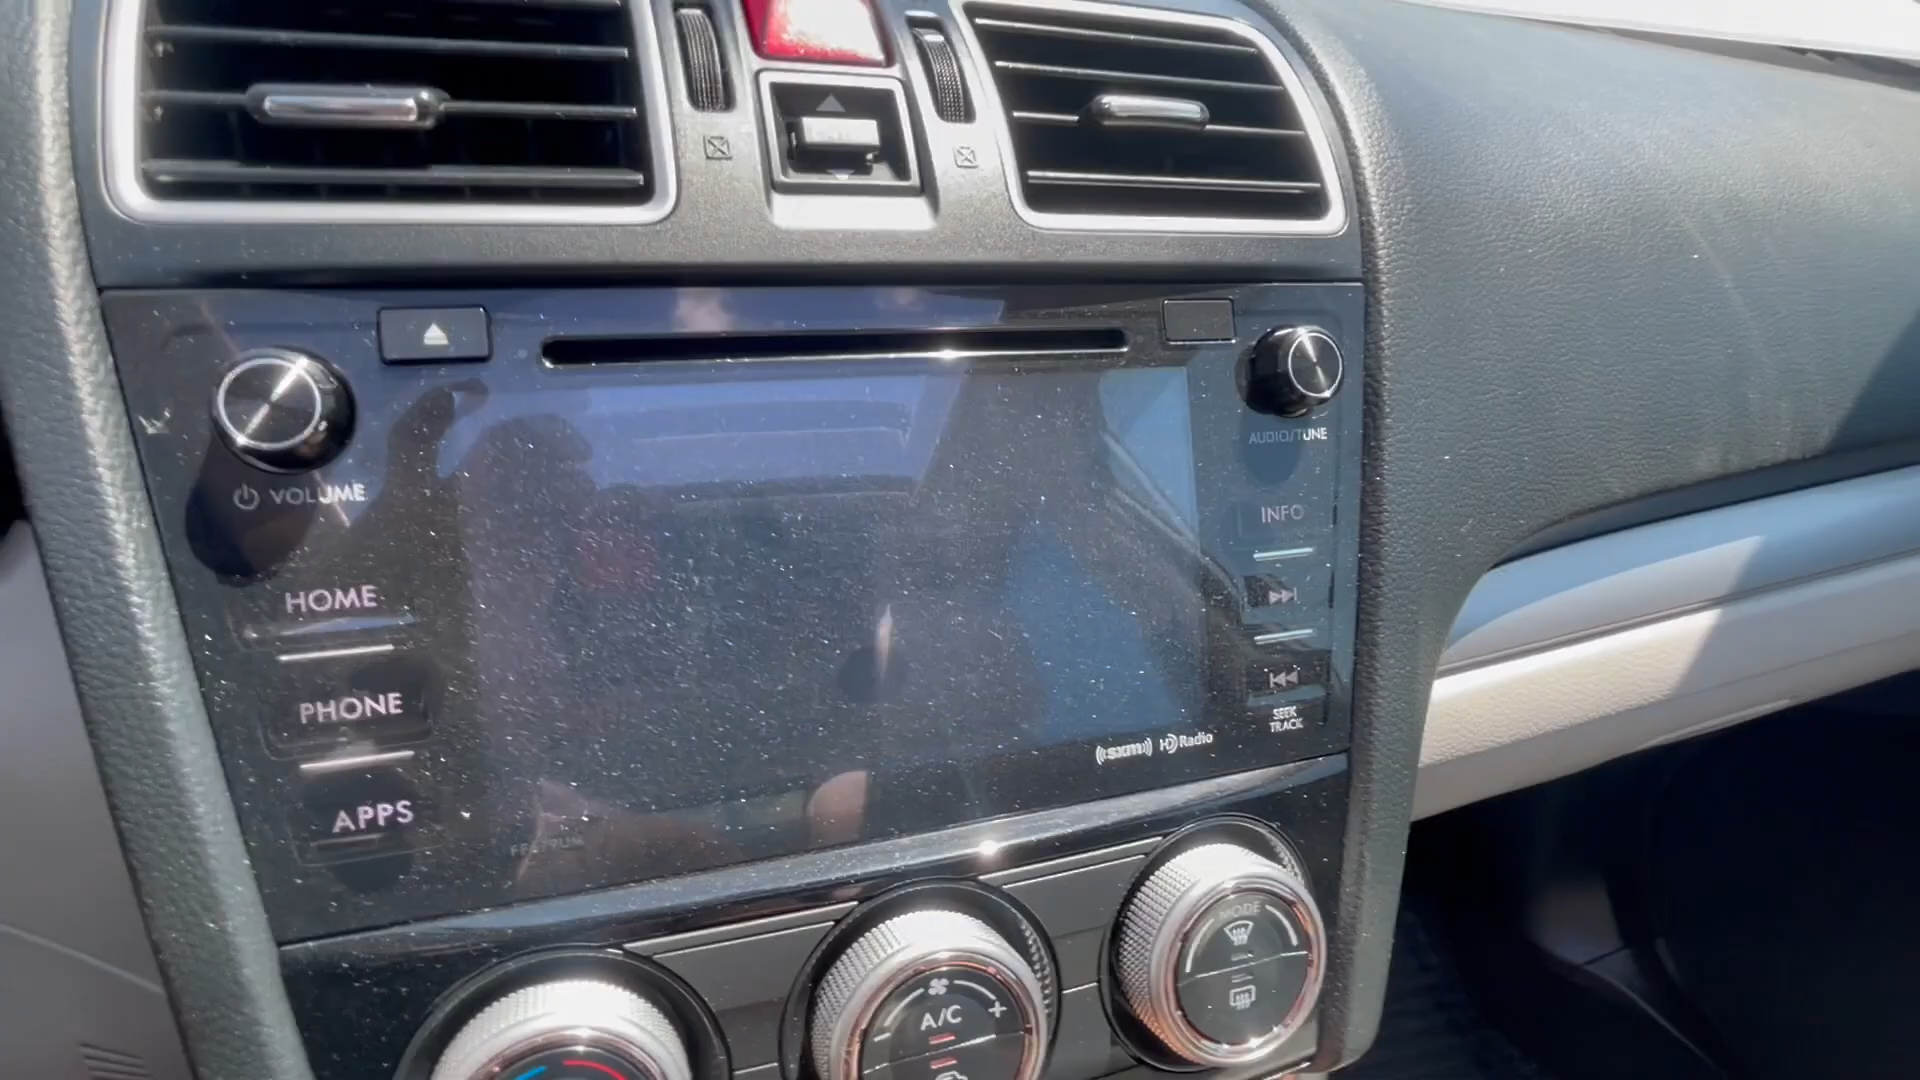 VOLUME
AUDIO/TUNE
INFO
HOME
PHONE
SEEK
TRACK
((sxm)) HD Radio
APPS
MODE
A/C +